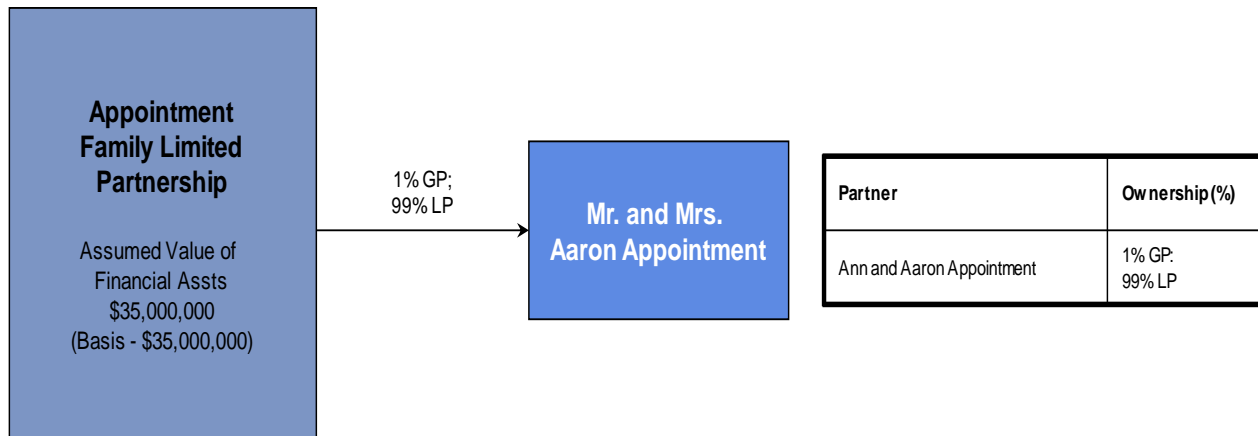 Appointment
Family Limited
Partnership
Assumed Value of
Financial Assts
$35,000,000
(Basis - $35,000,000)
1% GP;
99% LP
Mr. and Mrs.
Aaron Appointment
Partner
Ownership (%)
Ann and Aaron Appointment
1% GP:
99% LP